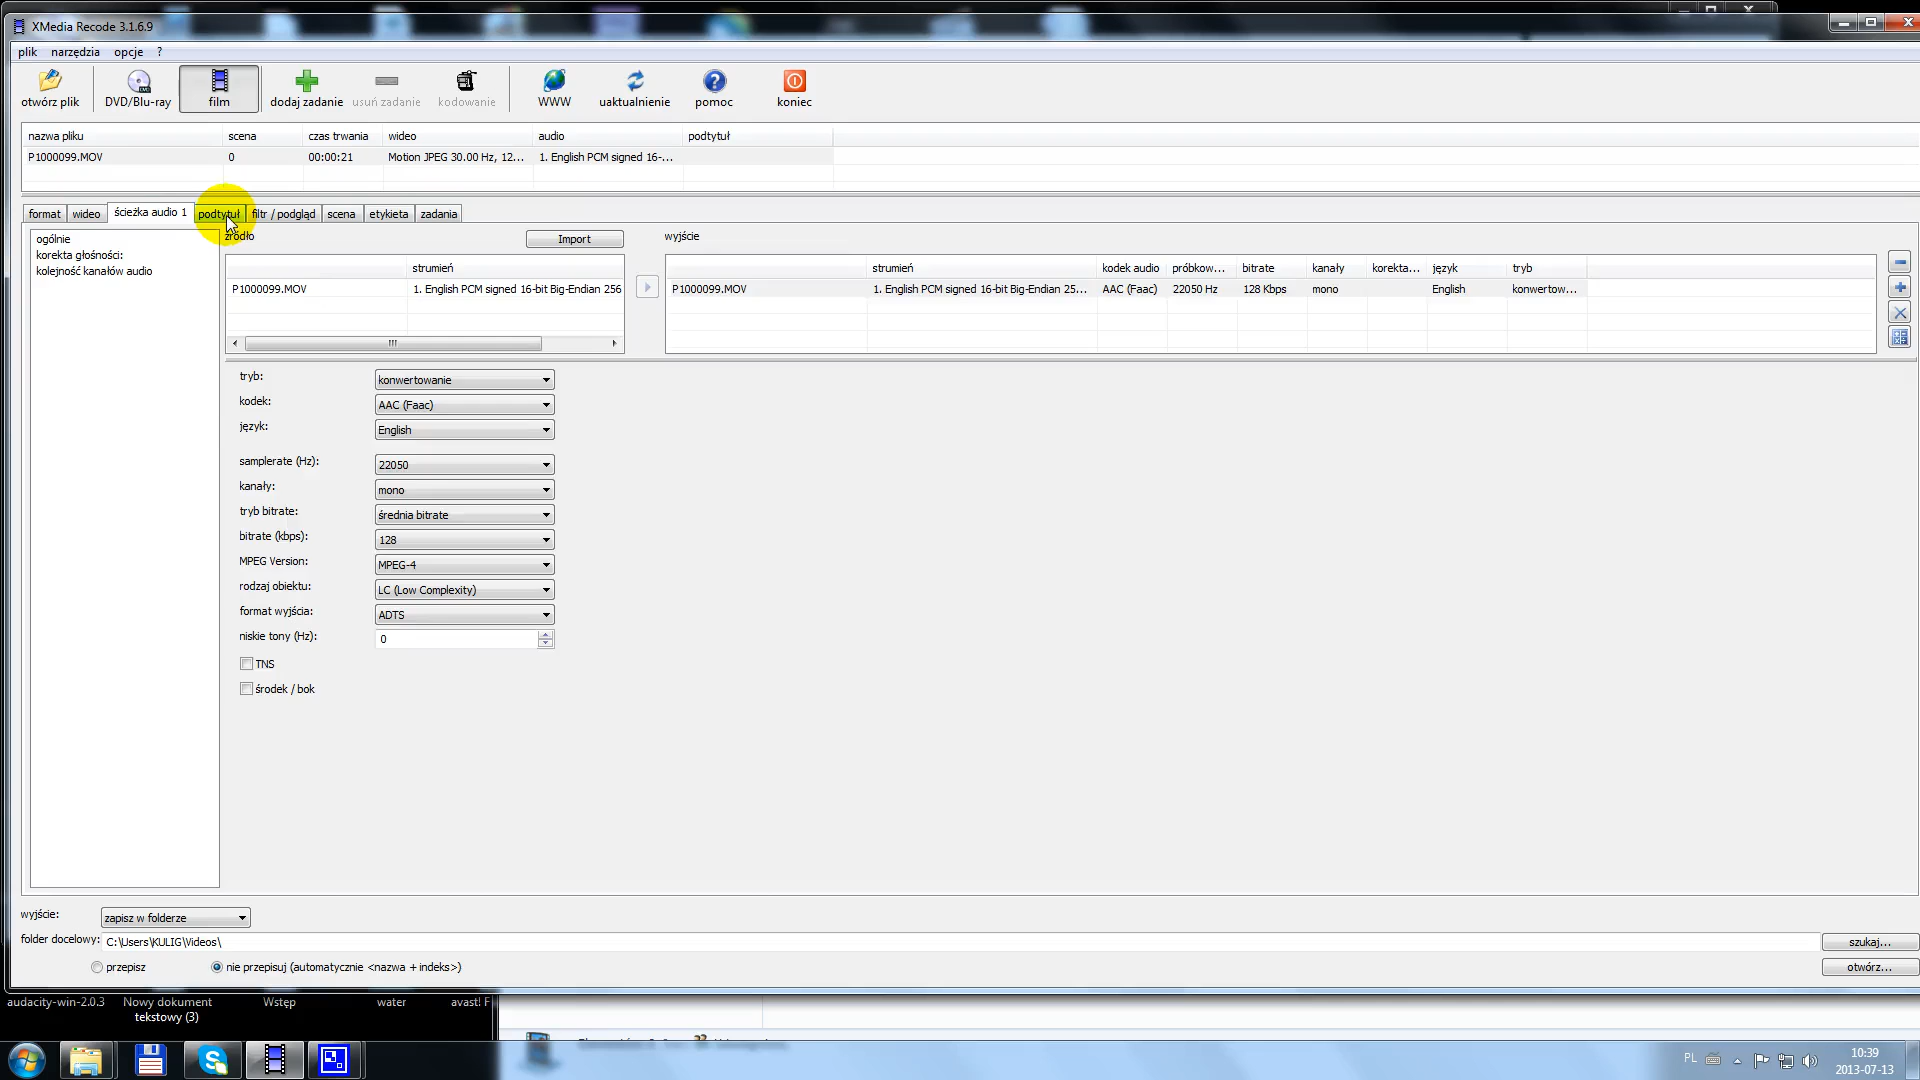 XMedia Recode 3.1.6.9
plik narzędzia opcje ?
otwórz plik DVD/Blu-ray film dodaj zadanie usuń zadanie kodowanie WWW uaktualnienie pomoc koniec
nazwa pliku scena czas trwania wideo audio podtytuł
P1000099.MOV 0 00:00:21 Motion JPEG 30.00 Hz, 12... 1. English PCM signed 16-...
format wideo ścieżka audio 1 podtytuł filtr / podgląd scena etykieta zadania
ogólnie
korekta głośności:
kolejność kanałów audio
źródło Import wyjście
strumień strumień kodek audio próbkow... bitrate kanały korekta... język tryb
P1000099.MOV 1. English PCM signed 16-bit Big-Endian 256 P1000099.MOV 1. English PCM signed 16-bit Big-Endian 25... AAC (Faac) 22050 Hz 128 Kbps mono English konwertow...
tryb: konwertowanie
kodek: AAC (Faac)
język: English
samplerate (Hz): 22050
kanały: mono
tryb bitrate: średnia bitrate
bitrate (kbps): 128
MPEG Version: MPEG-4
rodzaj obiektu: LC (Low Complexity)
format wyjścia: ADTS
niskie tony (Hz): 0
TNS
środek / bok
wyjście: zapisz w folderze
folder docelowy: C:\Users\KULIG\Videos\ szukaj...
przepisz nie przepisuj (automatycznie <nazwa + indeks>) otwórz...
audacity-win-2.0.3 Nowy dokument Wstęp water avast! F
tekstowy (3)
PL 10:39
2013-07-13